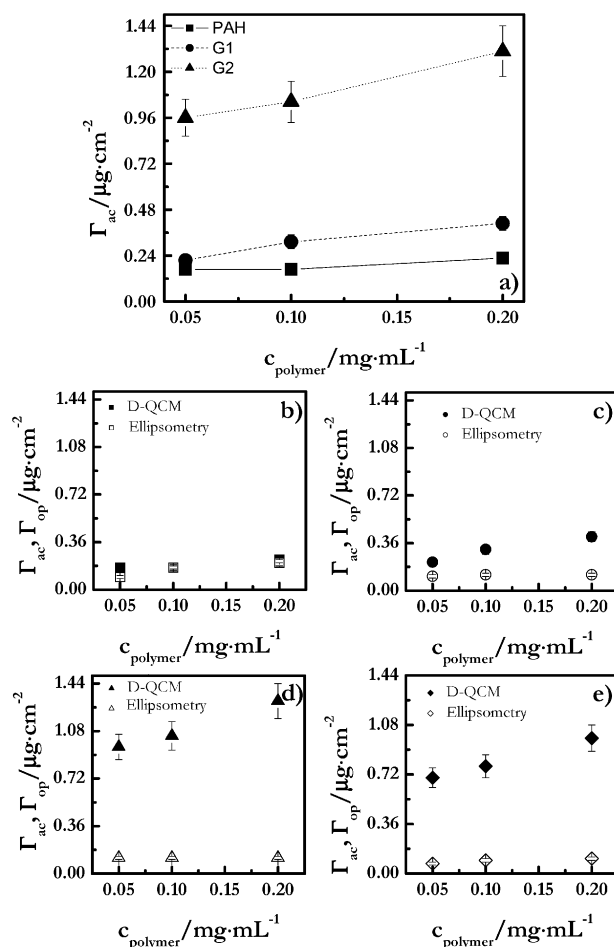 1.44
1.20
0.96
0.72
0.48
0.24
0.00
Γac/μg·cm-2
PAH
G1
G2
a)
0.05 0.10 0.15 0.20
cpolymer/mg·mL-1
1.44
1.08
0.72
0.36
0.00
Γac, Γop/μg·cm-2
D-QCM
Ellipsometry
b)
0.05 0.10 0.15 0.20
cpolymer/mg·mL-1
1.44
1.08
0.72
0.36
0.00
Γac, Γop/μg·cm-2
D-QCM
Ellipsometry
c)
0.05 0.10 0.15 0.20
cpolymer/mg·mL-1
1.44
1.08
0.72
0.36
0.00
Γac, Γop/μg·cm-2
D-QCM
Ellipsometry
d)
0.05 0.10 0.15 0.20
cpolymer/mg·mL-1
1.44
1.08
0.72
0.36
0.00
Γac, Γop/μg·cm-2
D-QCM
Ellipsometry
e)
0.05 0.10 0.15 0.20
cpolymer/mg·mL-1